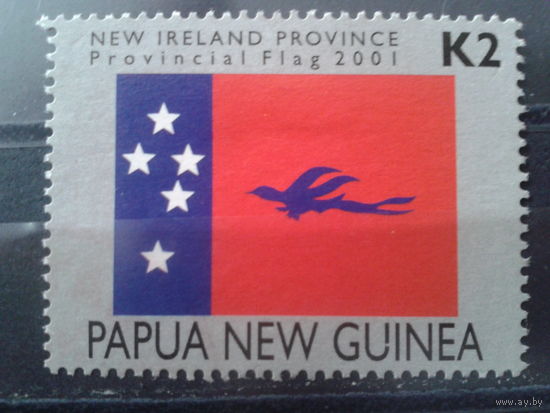 NEW IRELAND PROVINCE
Provincial Flag 2001
K2
PAPUA NEW GUINEA
www.ay.by